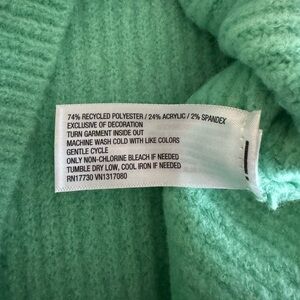 74% RECYCLED POLYESTER / 24% ACRYLIC / 2% SPANDEX
EXCLUSIVE OF DECORATION
TURN GARMENT INSIDE OUT
MACHINE WASH COLD WITH LIKE COLORS
GENTLE CYCLE
ONLY NON-CHLORINE BLEACH IF NEEDED
TUMBLE DRY LOW, COOL IRON IF NEEDED
RN17730 VN1317080